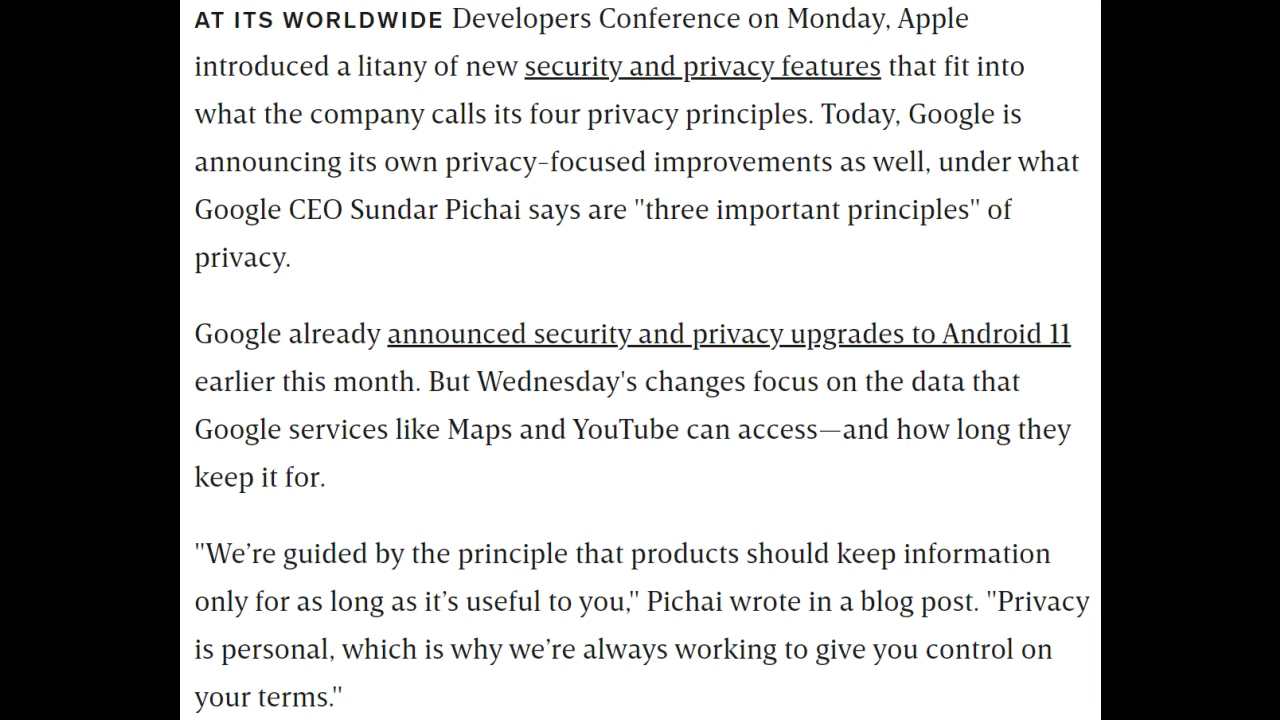 AT ITS WORLDWIDE Developers Conference on Monday, Apple
introduced a litany of new security and privacy features that fit into
what the company calls its four privacy principles. Today, Google is
announcing its own privacy-focused improvements as well, under what
Google CEO Sundar Pichai says are "three important principles" of
privacy.
Google already announced security and privacy upgrades to Android 11
earlier this month. But Wednesday's changes focus on the data that
Google services like Maps and YouTube can access—and how long they
keep it for.
"We’re guided by the principle that products should keep information
only for as long as it’s useful to you," Pichai wrote in a blog post. "Privacy
is personal, which is why we’re always working to give you control on
your terms."